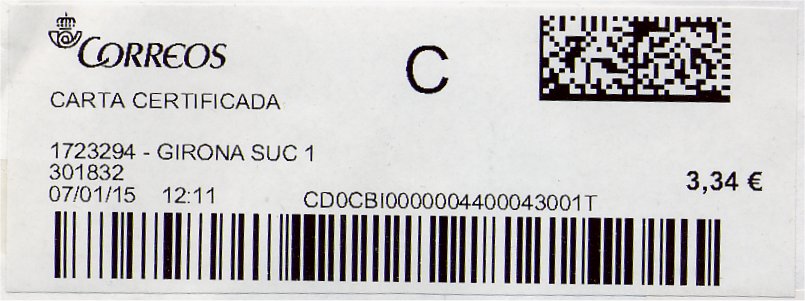 CORREOS
C
CARTA CERTIFICADA
1723294 - GIRONA SUC 1
301832
3,34 €
07/01/15 12:11
CD0CBI0000004400043001T